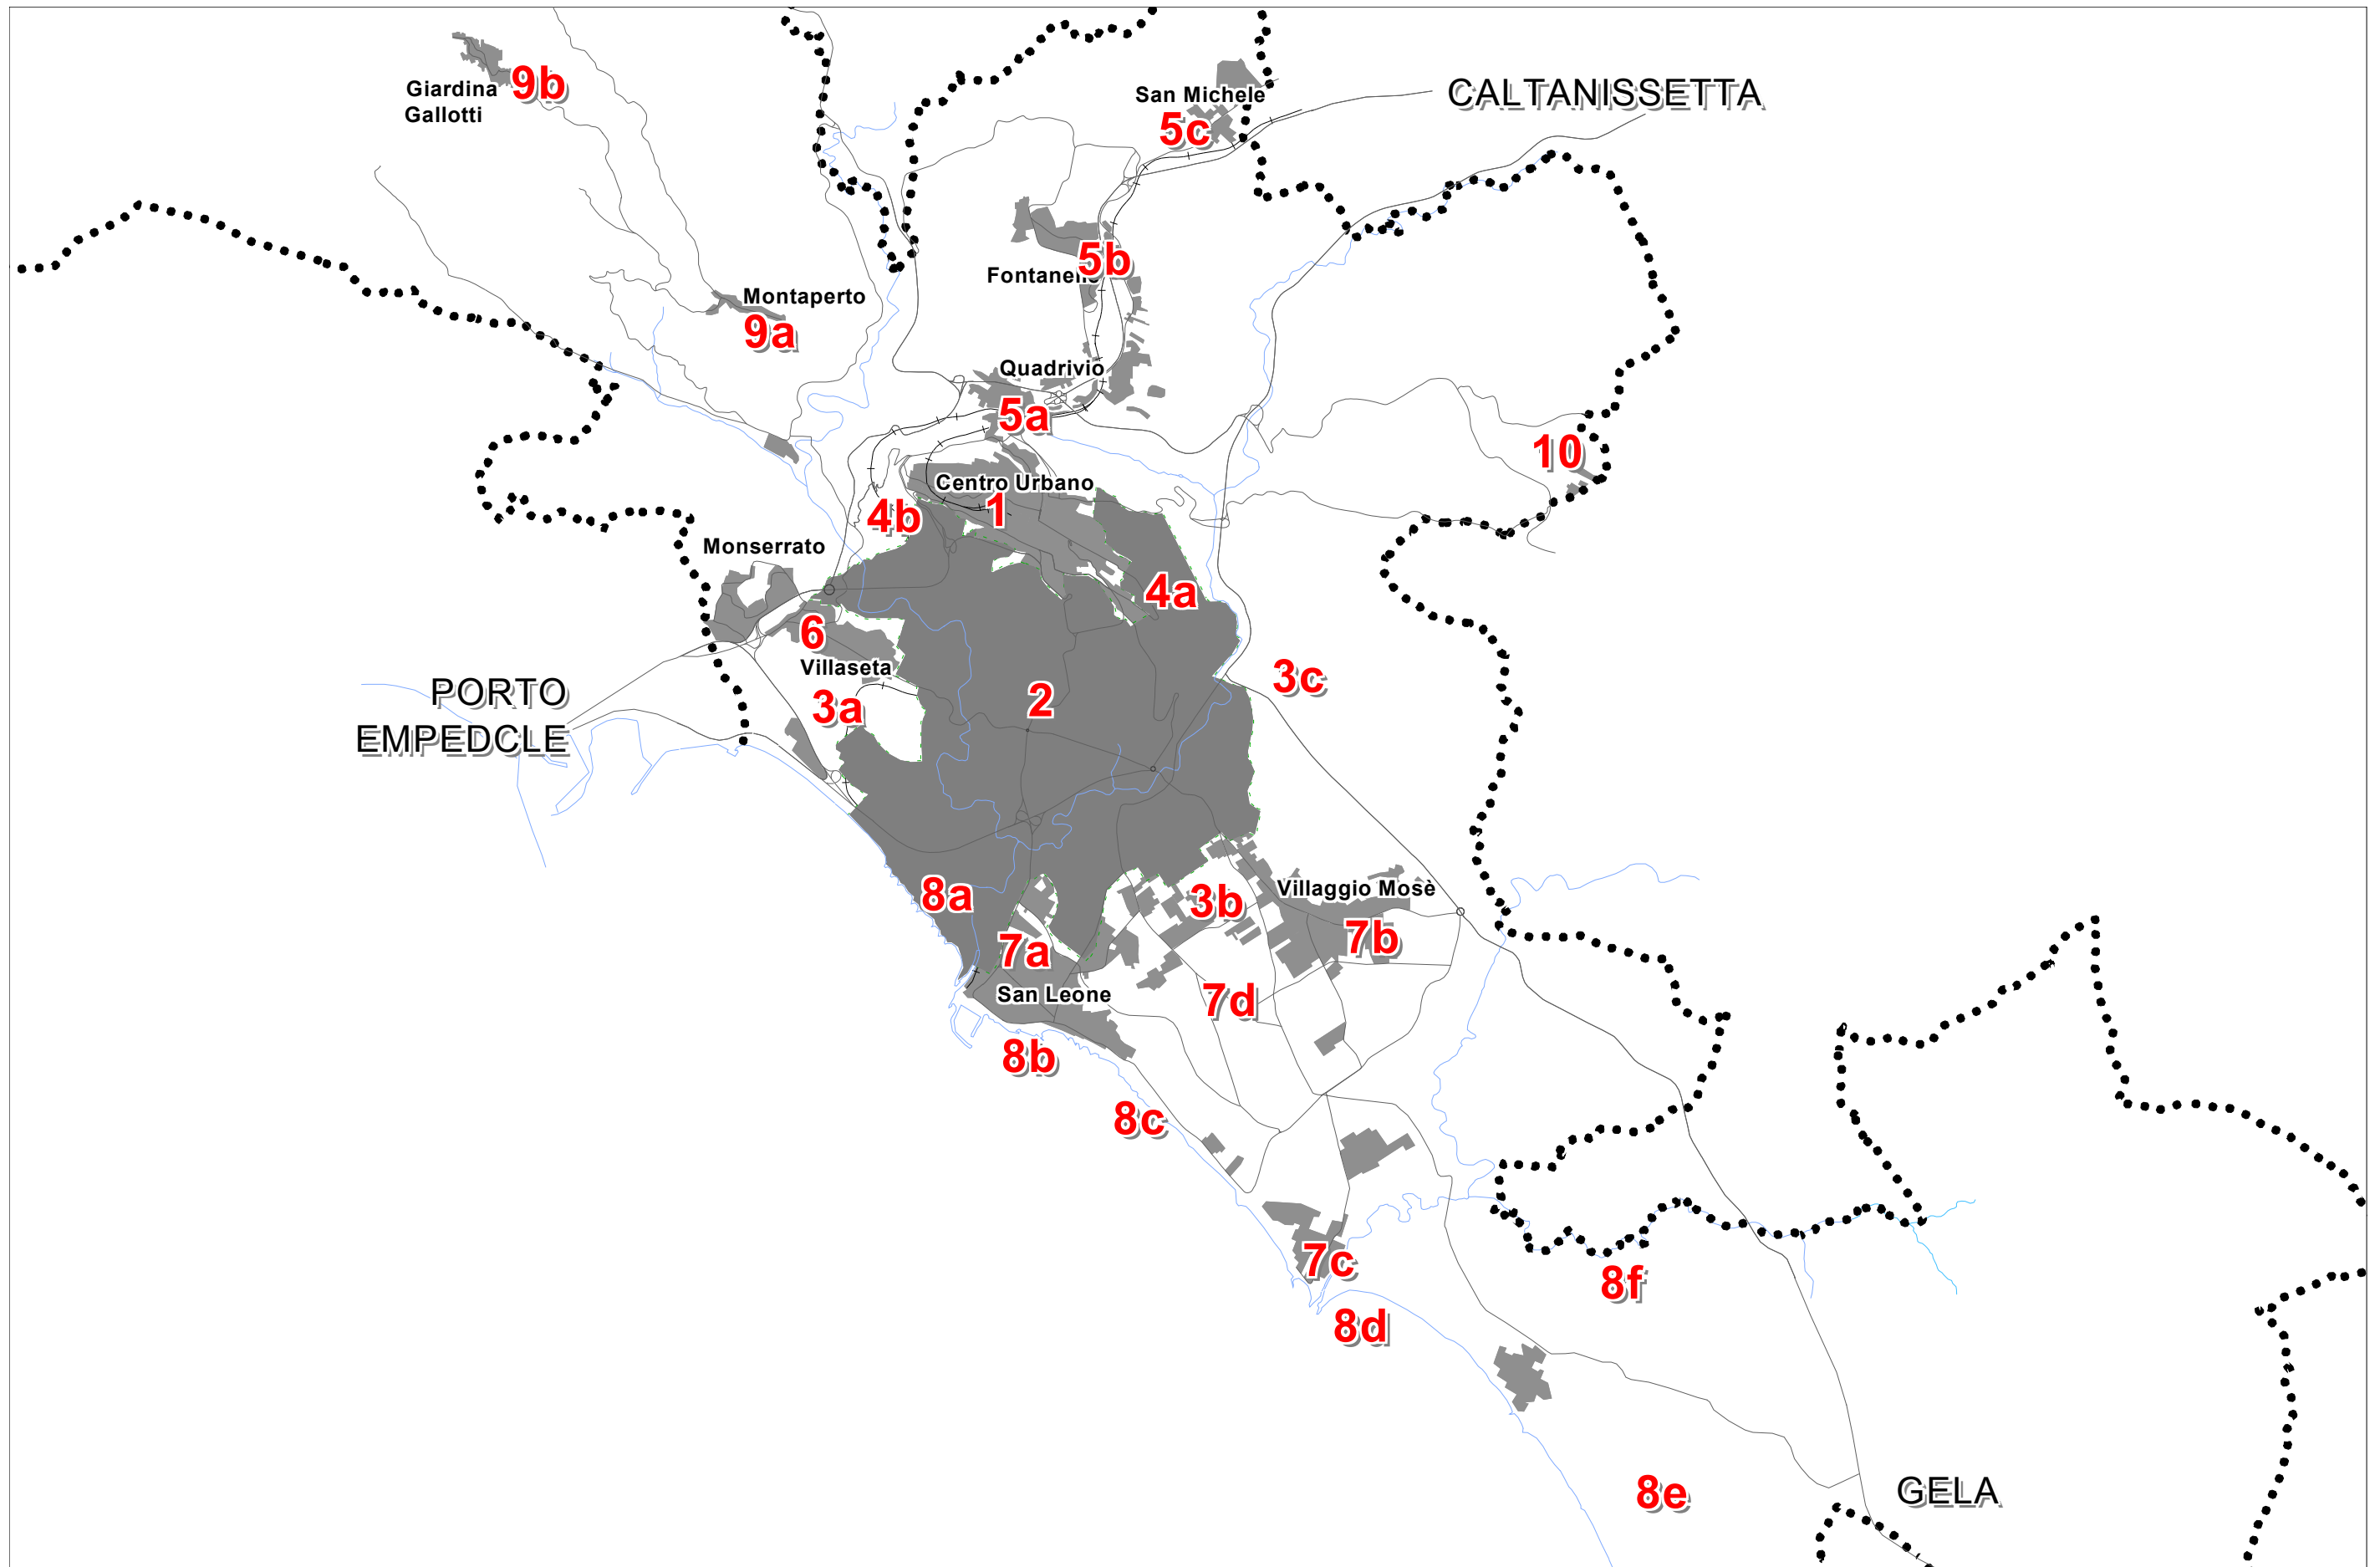 Giardina
Gallotti
9b
San Michele
5c
CALTANISSETTA
5b
Montaperto
9a
Quadrivio
5a
10
Centro Urbano
1
4b
Monserrato
4a
6
Villaseta
3a
2
3c
PORTO
EMPEDCLE
8a
3b
Villaggio Mosè
7b
7a
San Leone
7d
8b
8c
7c
8d
8f
8e
GELA